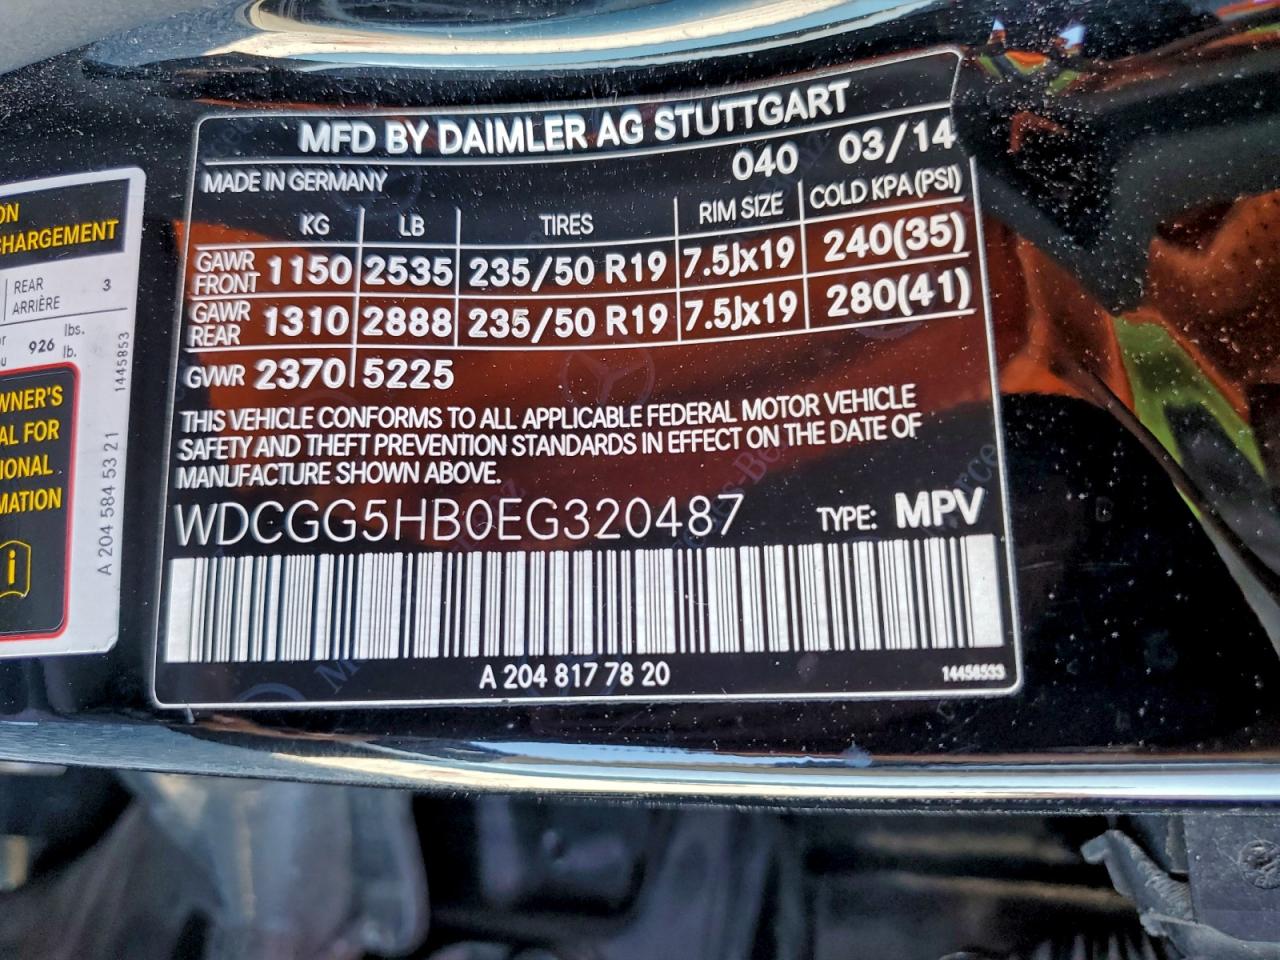 MFD BY DAIMLER AG STUTTGART
MADE IN GERMANY 040 03/14
KG LB TIRES RIM SIZE COLD KPA (PSI)
GAWR FRONT 1150 2535 235/50 R19 7.5Jx19 240(35)
GAWR REAR 1310 2888 235/50 R19 7.5Jx19 280(41)
GVWR 2370 5225
THIS VEHICLE CONFORMS TO ALL APPLICABLE FEDERAL MOTOR VEHICLE
SAFETY AND THEFT PREVENTION STANDARDS IN EFFECT ON THE DATE OF
MANUFACTURE SHOWN ABOVE.
WDCGG5HB0EG320487 TYPE: MPV
A 204 817 78 20
14458533
ON
CHARGEMENT
REAR 3
ARRIÈRE
926 lbs.
lb.
1445853
WNER'S
AL FOR
IONAL
MATION
A 204 584 53 21
i